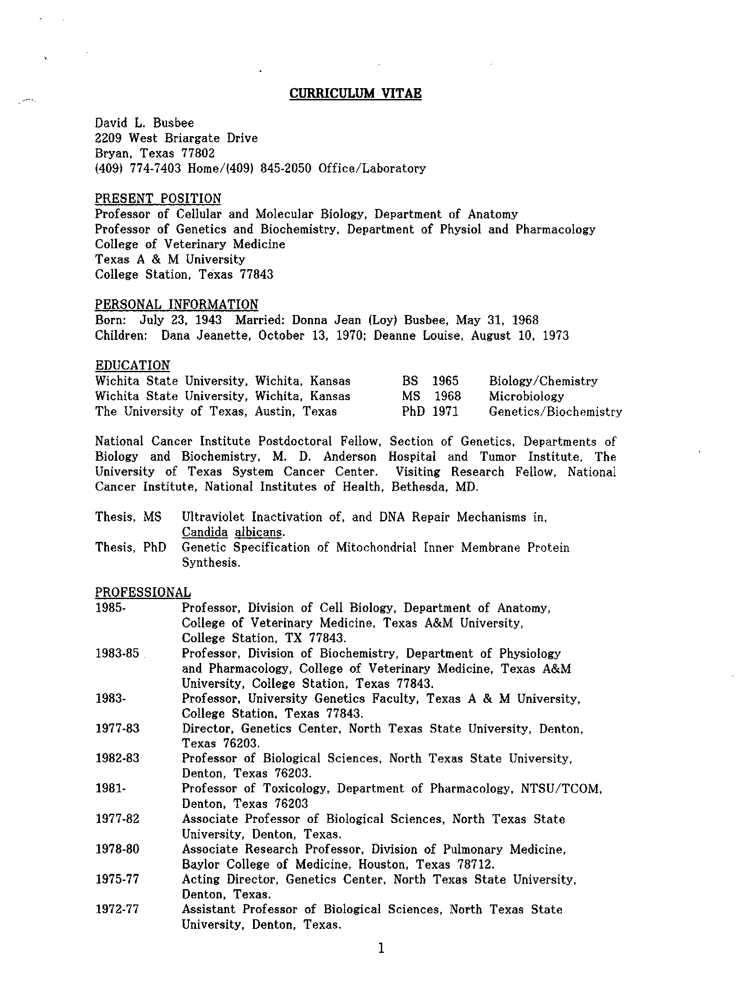 CURRICULUM VITAE
David L. Busbee
2209 West Briargate Drive
Bryan, Texas 77802
(409) 774-7403 Home/(409) 845-2050 Office/Laboratory
PRESENT POSITION
Professor of Cellular and Molecular Biology, Department of Anatomy
Professor of Genetics and Biochemistry, Department of Physiol and Pharmacology
College of Veterinary Medicine
Texas A & M University
College Station, Texas 77843
PERSONAL INFORMATION
Born: July 23, 1943 Married: Donna Jean (Loy) Busbee, May 31, 1968
Children: Dana Jeanette, October 13, 1970; Deanne Louise, August 10, 1973
EDUCATION
Wichita State University, Wichita, Kansas BS 1965 Biology/Chemistry
Wichita State University, Wichita, Kansas MS 1968 Microbiology
The University of Texas, Austin, Texas PhD 1971 Genetics/Biochemistry
National Cancer Institute Postdoctoral Fellow, Section of Genetics, Departments of
Biology and Biochemistry, M. D. Anderson Hospital and Tumor Institute, The
University of Texas System Cancer Center. Visiting Research Fellow, National
Cancer Institute, National Institutes of Health, Bethesda, MD.
Thesis, MS Ultraviolet Inactivation of, and DNA Repair Mechanisms in,
Candida albicans.
Thesis, PhD Genetic Specification of Mitochondrial Inner Membrane Protein
Synthesis.
PROFESSIONAL
1985- Professor, Division of Cell Biology, Department of Anatomy,
College of Veterinary Medicine, Texas A&M University,
College Station, TX 77843.
1983-85 Professor, Division of Biochemistry, Department of Physiology
and Pharmacology, College of Veterinary Medicine, Texas A&M
University, College Station, Texas 77843.
1983- Professor, University Genetics Faculty, Texas A & M University,
College Station, Texas 77843.
1977-83 Director, Genetics Center, North Texas State University, Denton,
Texas 76203.
1982-83 Professor of Biological Sciences, North Texas State University,
Denton, Texas 76203.
1981- Professor of Toxicology, Department of Pharmacology, NTSU/TCOM,
Denton, Texas 76203
1977-82 Associate Professor of Biological Sciences, North Texas State
University, Denton, Texas.
1978-80 Associate Research Professor, Division of Pulmonary Medicine,
Baylor College of Medicine, Houston, Texas 78712.
1975-77 Acting Director, Genetics Center, North Texas State University,
Denton, Texas.
1972-77 Assistant Professor of Biological Sciences, North Texas State
University, Denton, Texas.
1